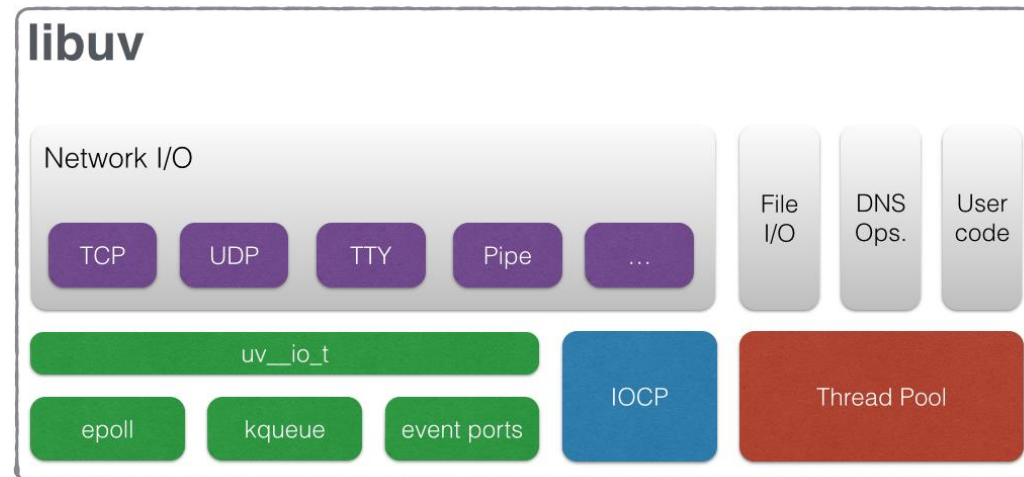 libuv
Network I/O
TCP
UDP
TTY
Pipe
...
File
I/O
DNS
Ops.
User
code
uv__io_t
epoll
kqueue
event ports
IOCP
Thread Pool